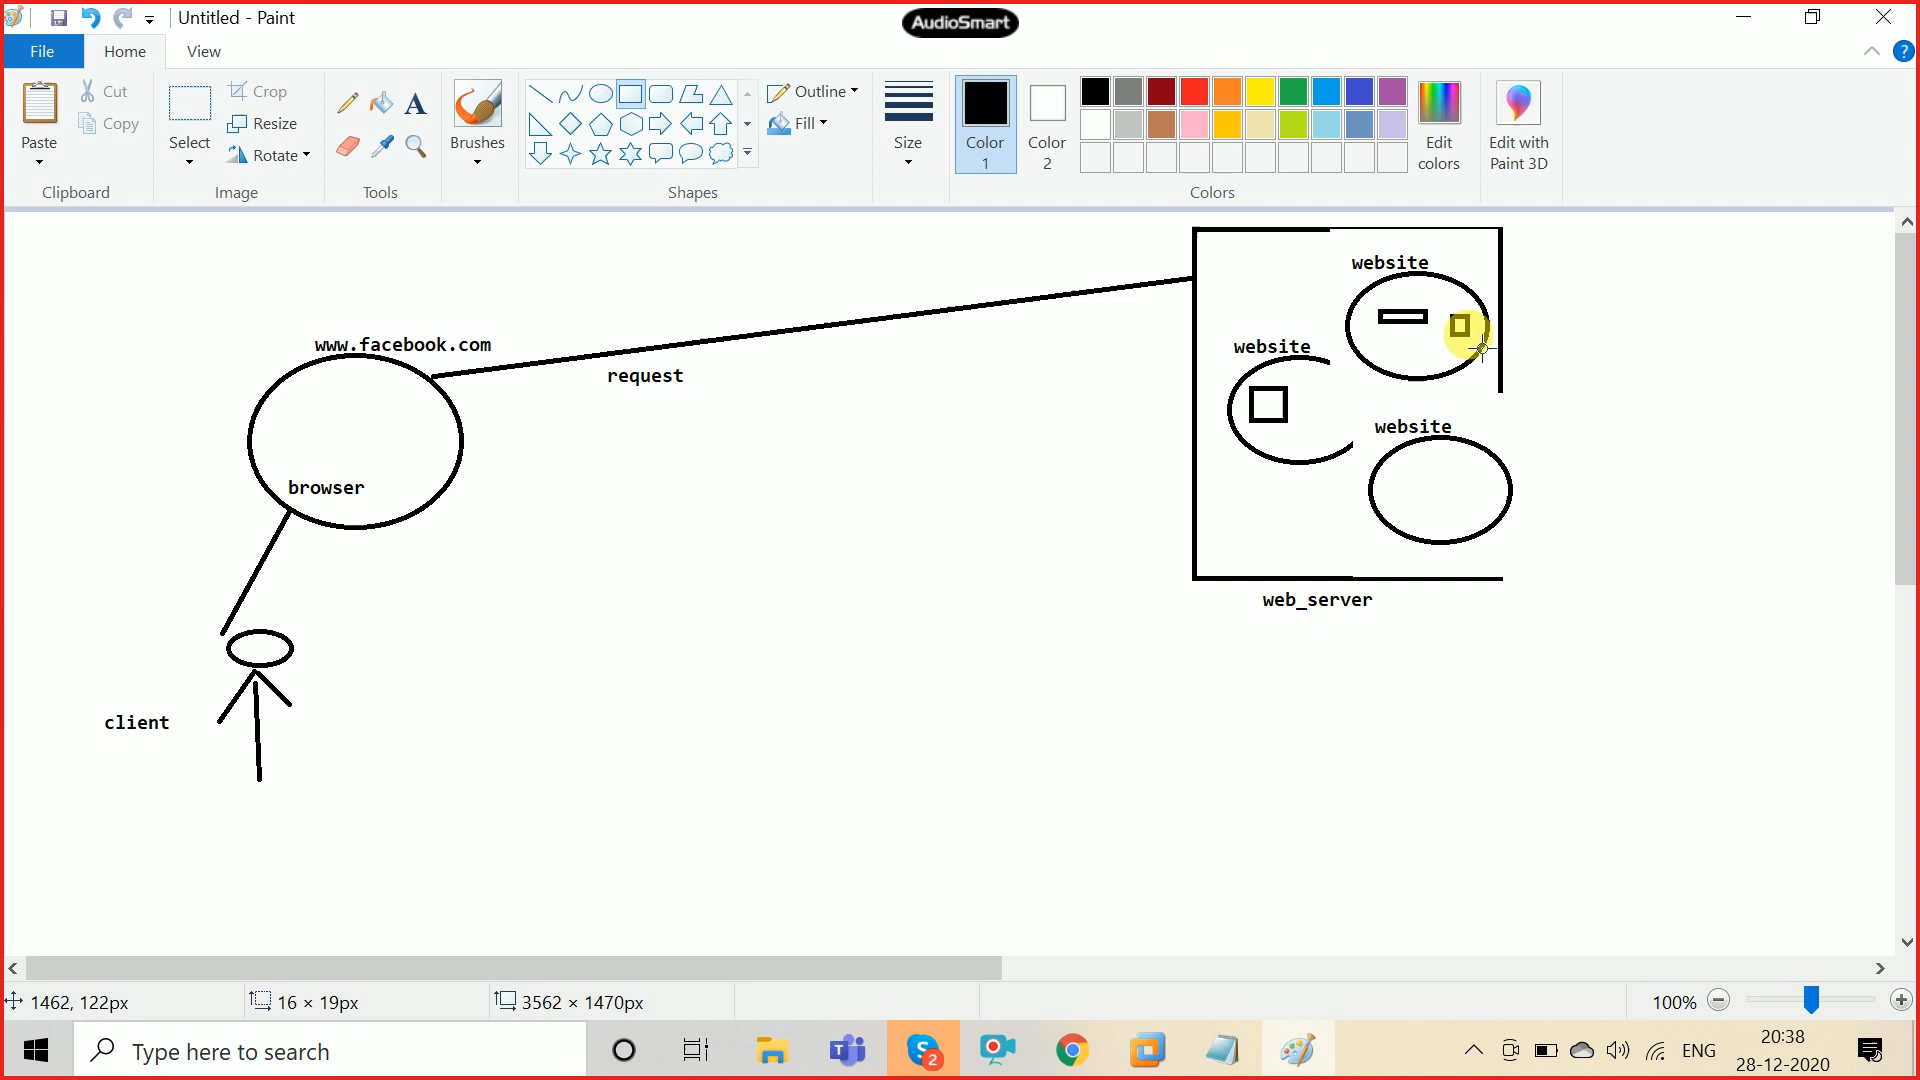 Untitled - Paint
AudioSmart
File
Home
View
Paste
Cut
Copy
Clipboard
Select
Crop
Resize
Rotate
Image
Tools
Brushes
Shapes
Outline
Fill
Size
Color
1
Color
2
Colors
Edit
colors
Edit with
Paint 3D
?
website
www.facebook.com
website
request
website
browser
web_server
client
1462, 122px
16 × 19px
3562 × 1470px
100%
Type here to search
2
ENG
20:38
28-12-2020